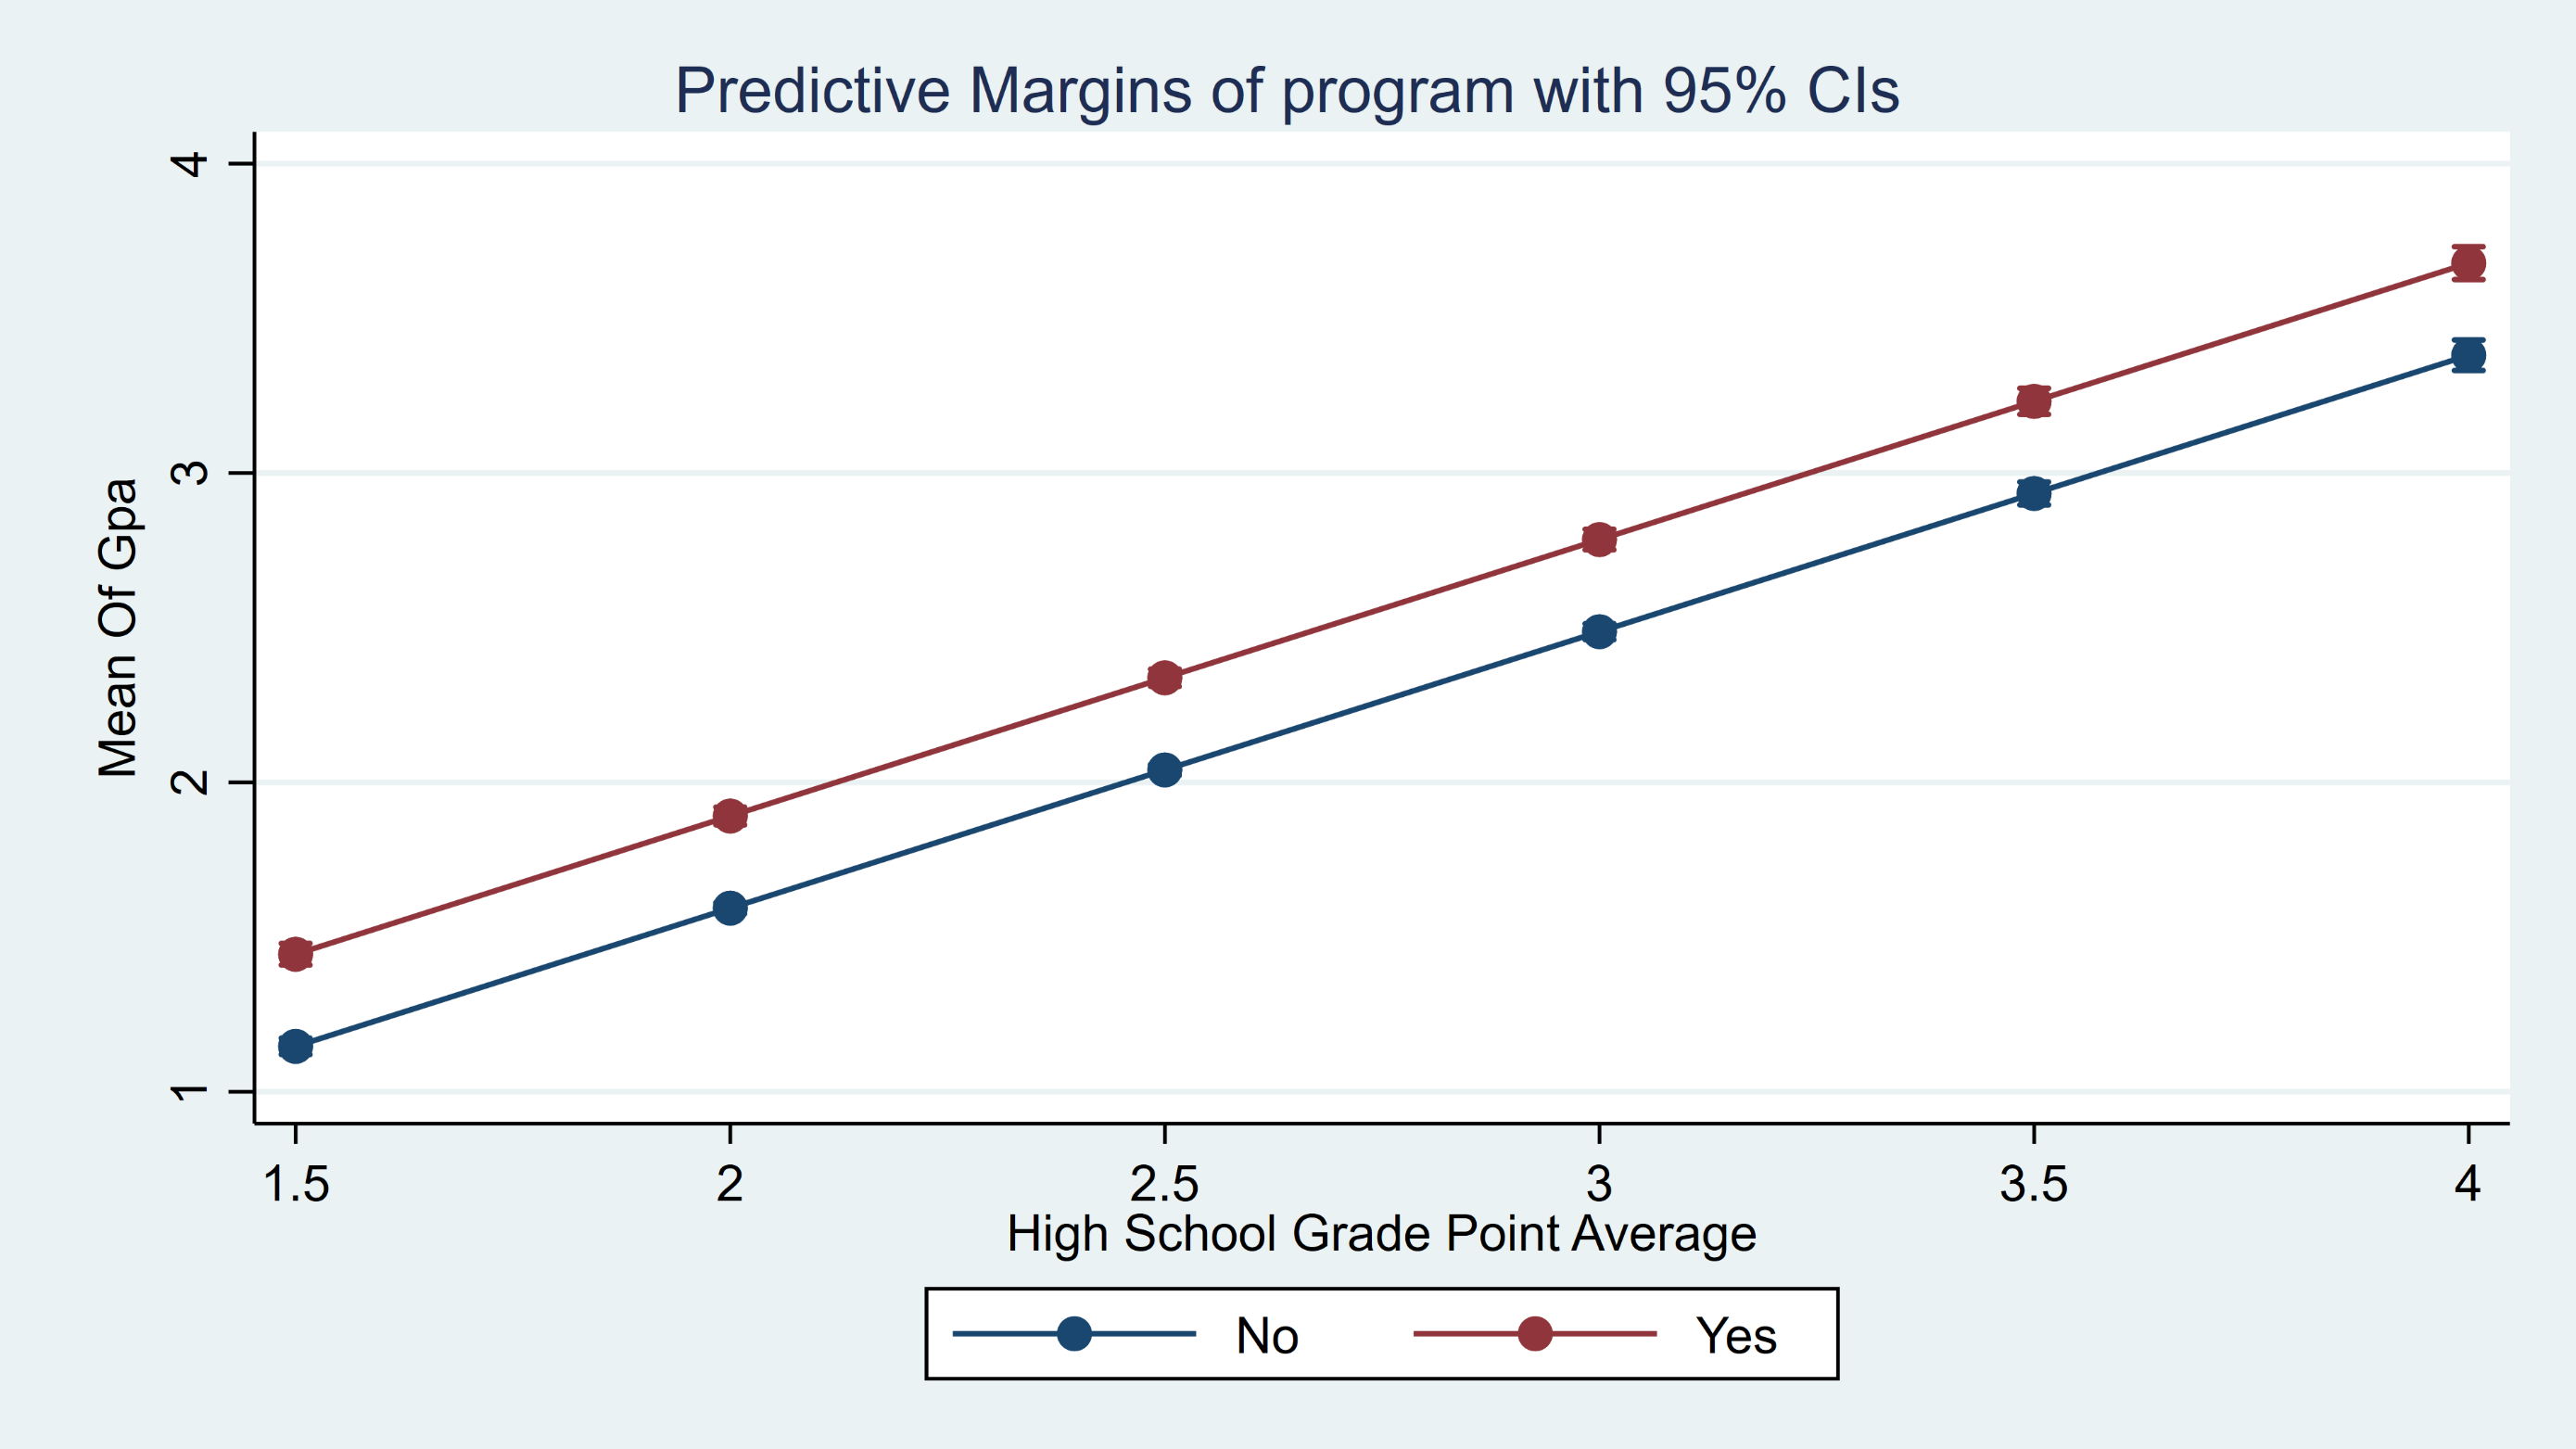 Predictive Margins of program with 95% CIs
Mean Of Gpa
4
3
2
1
1.5 2 2.5 3 3.5 4
High School Grade Point Average
No Yes